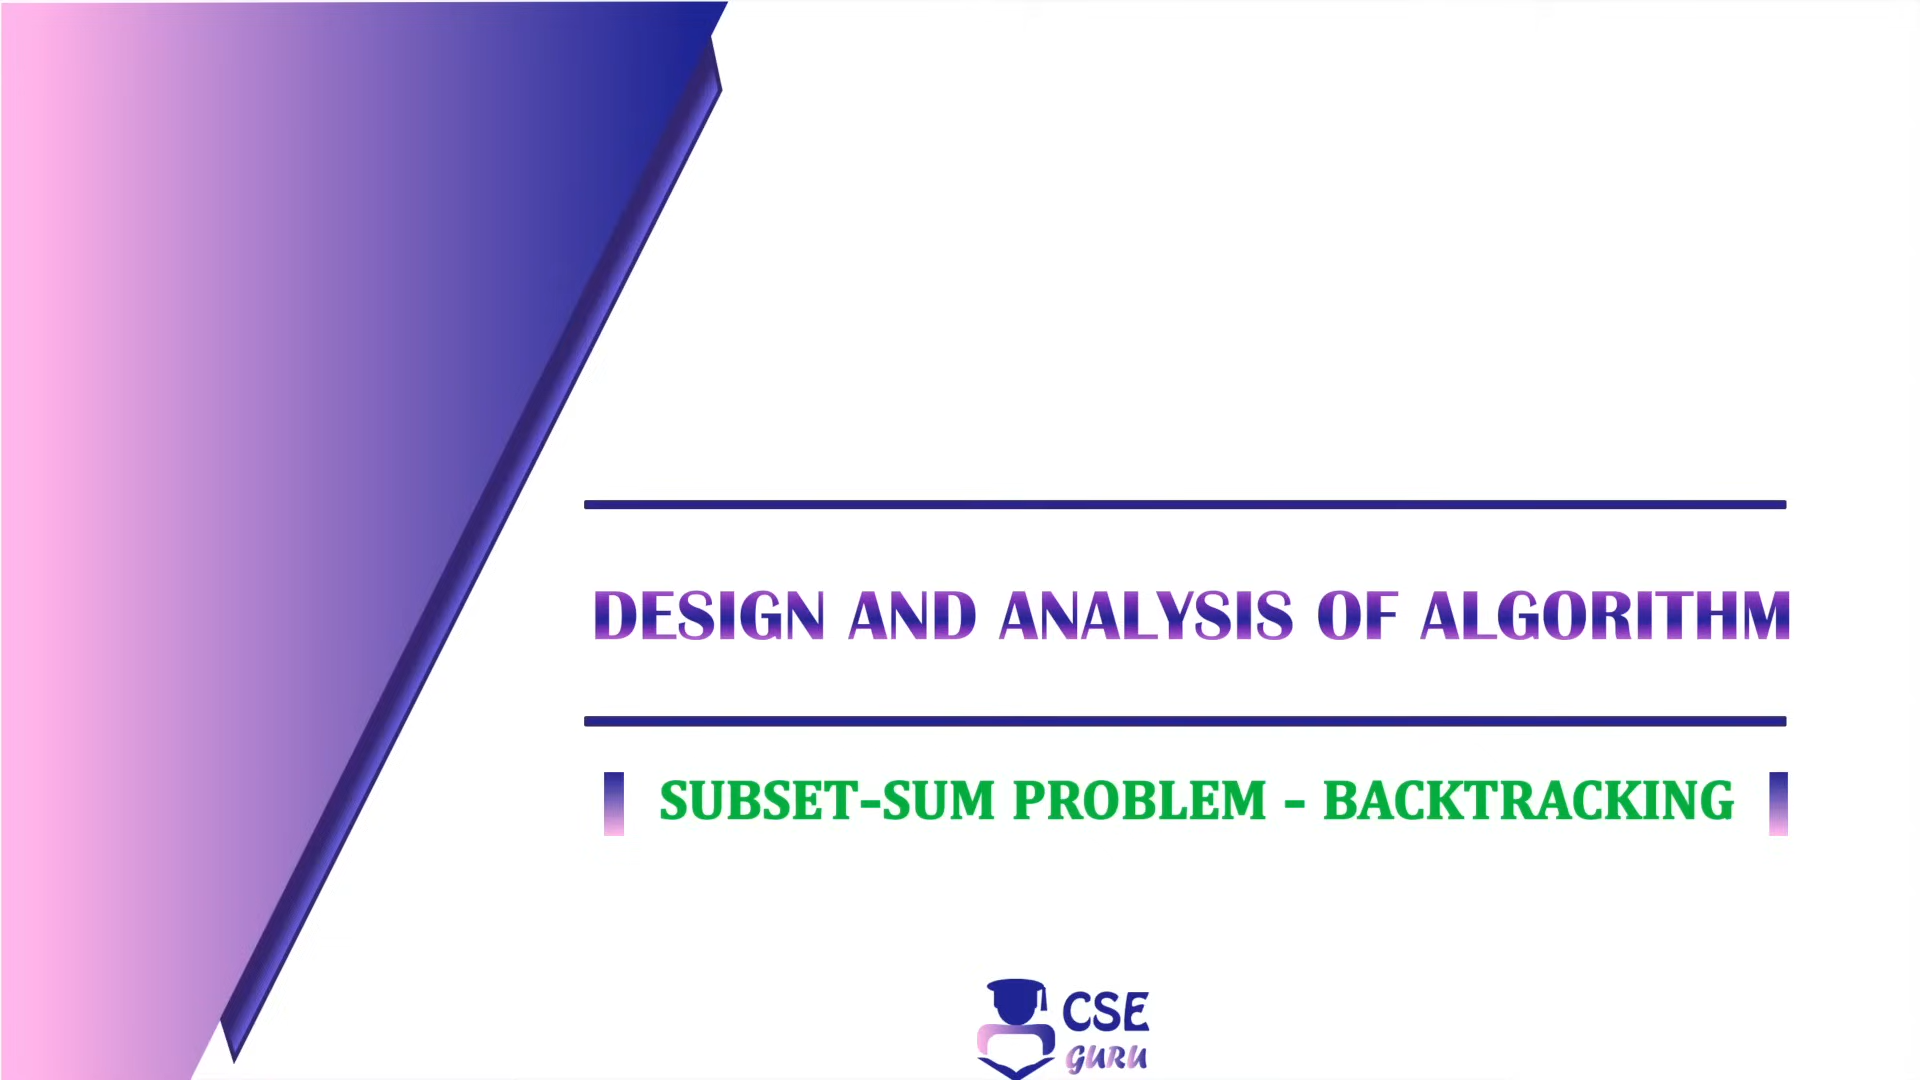 DESIGN AND ANALYSIS OF ALGORITHM
SUBSET-SUM PROBLEM - BACKTRACKING
CSE
GURU